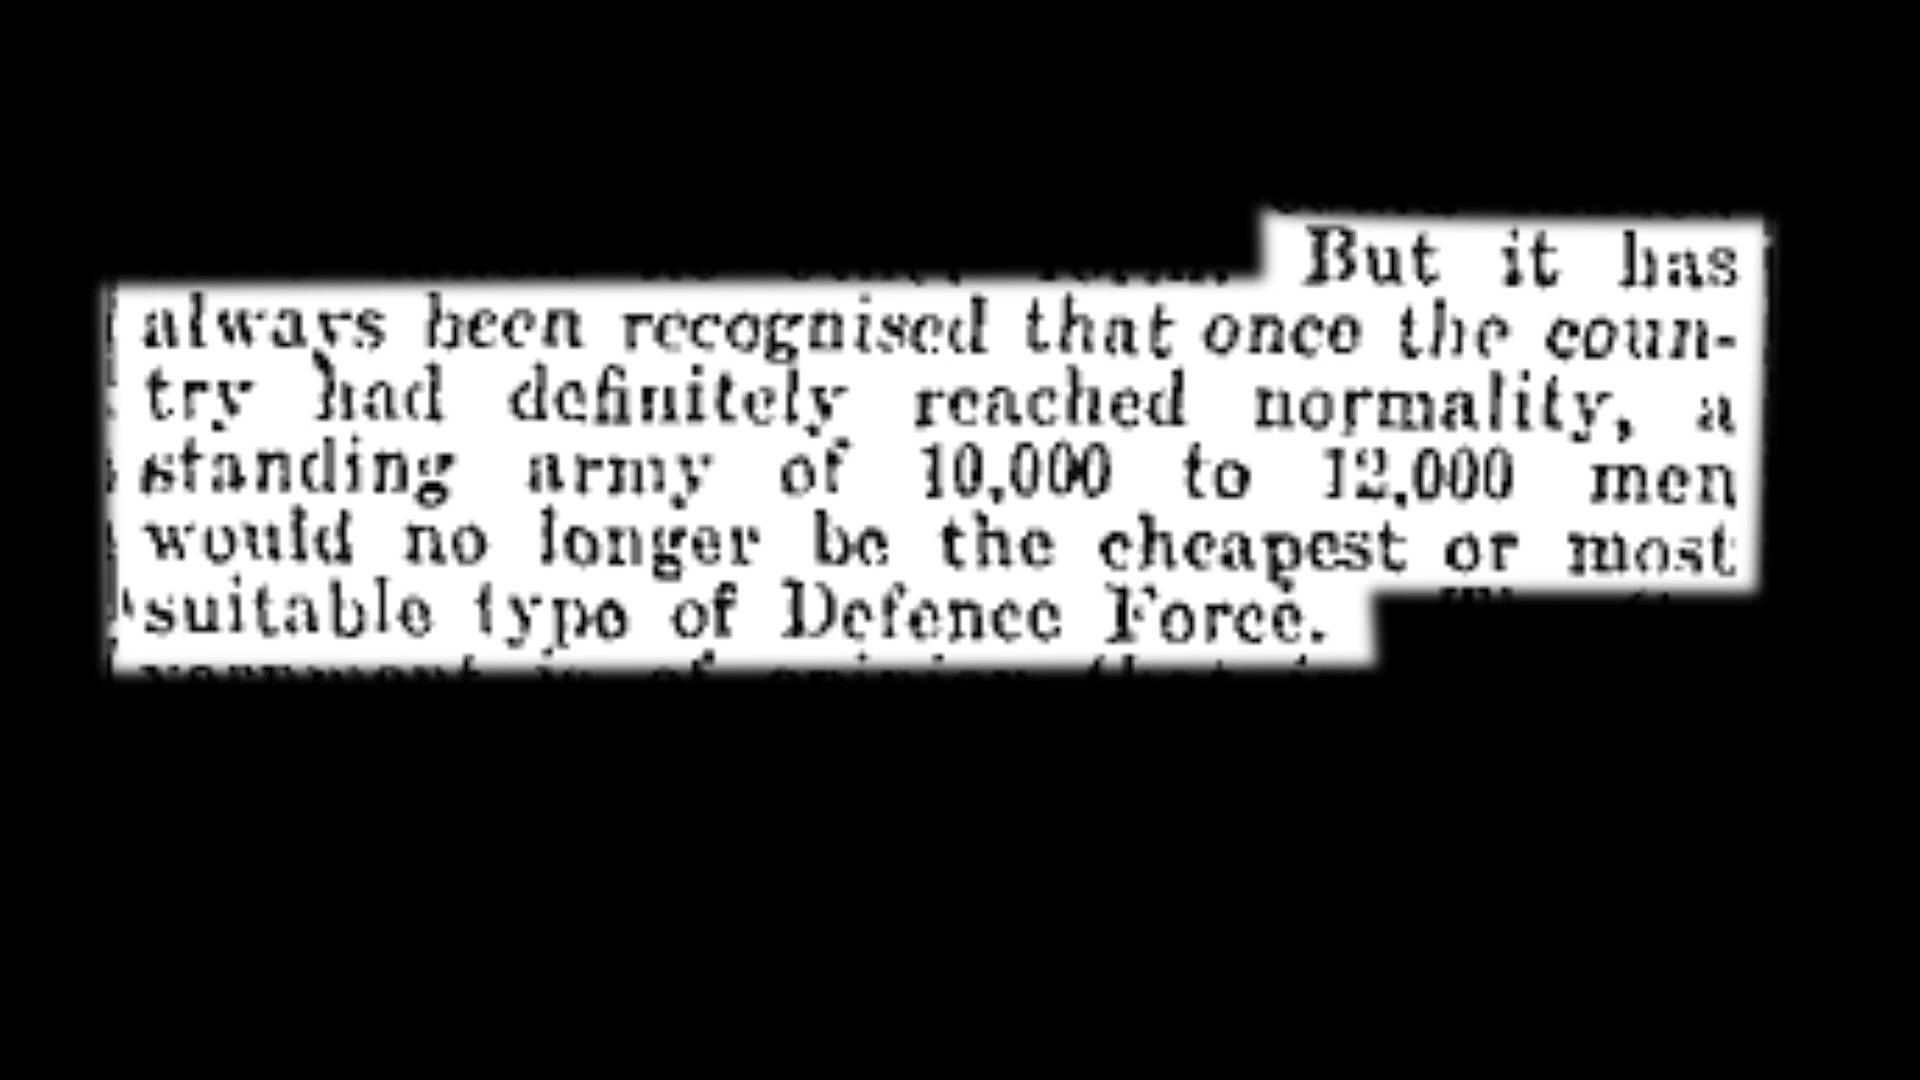 But it has
always been recognised that once the coun-
try had definitely reached normality, a
standing army of 10,000 to 12,000 men
would no longer be the cheapest or most
suitable type of Defence Force.